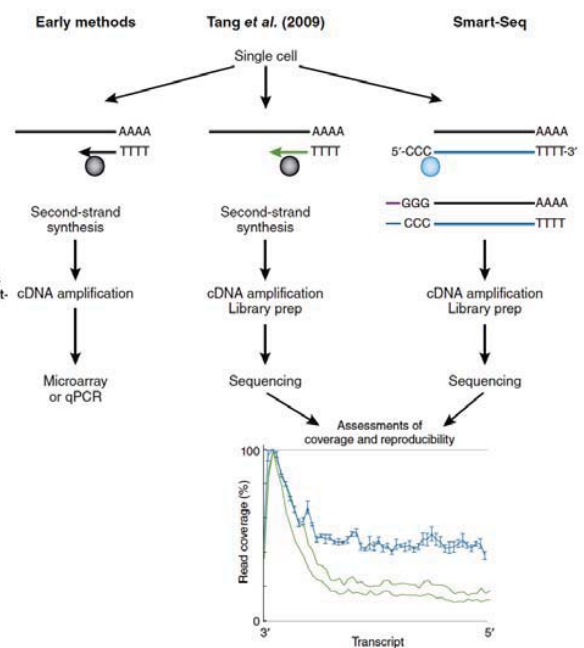 Early methods
Tang et al. (2009)
Smart-Seq
Single cell
AAAA
TTTT
AAAA
TTTT
AAAA
5′-CCC
TTTT-3′
GGG
AAAA
CCC
TTTT
Second-strand
synthesis
Second-strand
synthesis
t-
cDNA amplification
cDNA amplification
Library prep
cDNA amplification
Library prep
Microarray
or qPCR
Sequencing
Sequencing
Assessments of
coverage and reproducibility
100
Read coverage (%)
0
3′
5′
Transcript